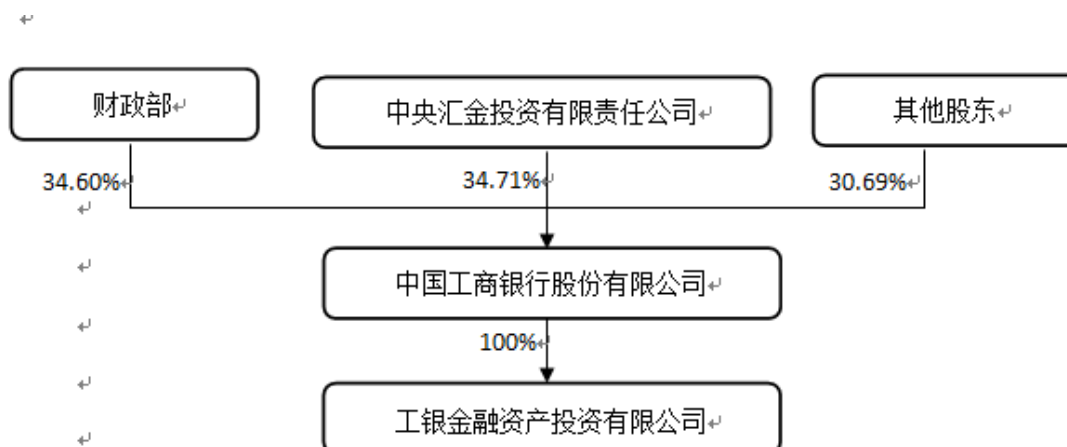 财政部
中央汇金投资有限责任公司
其他股东
34.60%
34.71%
30.69%
中国工商银行股份有限公司
100%
工银金融资产投资有限公司